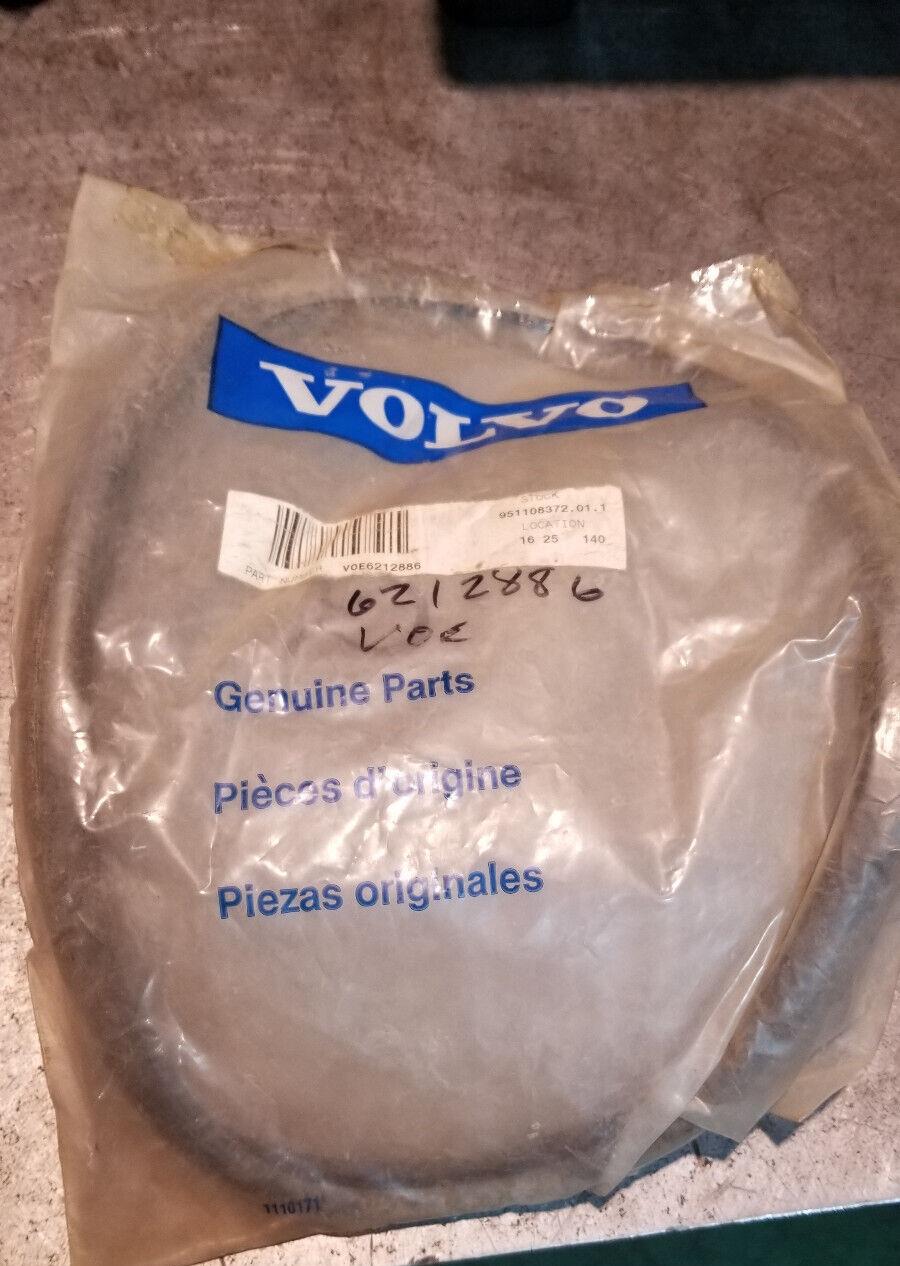 VOLVO
STOCK
951108372.01.1
LOCATION
16 25 140
PART NUMBER VOE6212886
6212886
VOE
Genuine Parts
Pièces d'origine
Piezas originales
1110171